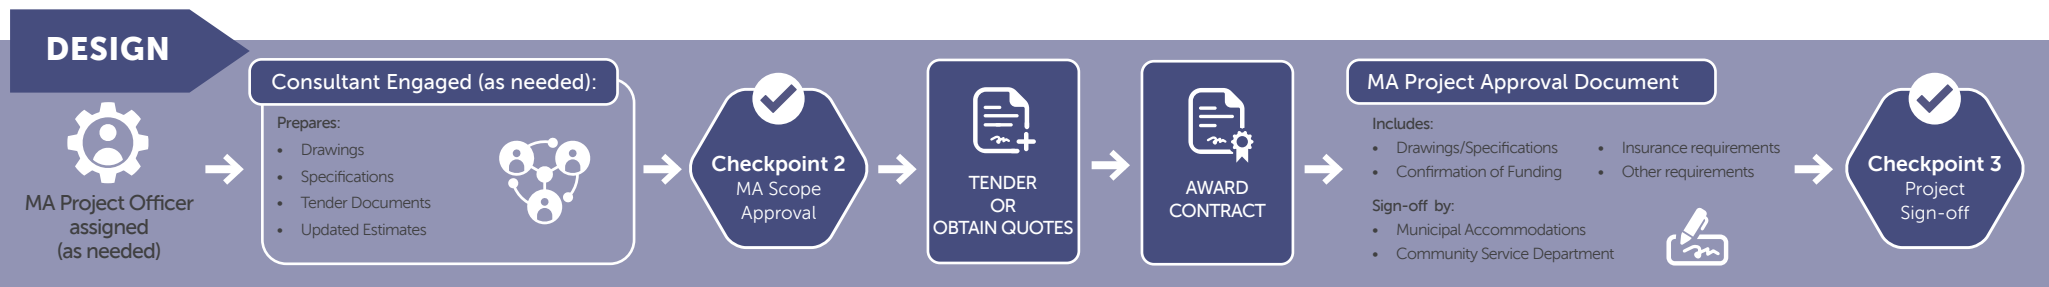 DESIGN
MA Project Officer
assigned
(as needed)
Consultant Engaged (as needed):
Prepares:
• Drawings
• Specifications
• Tender Documents
• Updated Estimates
Checkpoint 2
MA Scope
Approval
TENDER
OR
OBTAIN QUOTES
AWARD
CONTRACT
MA Project Approval Document
Includes:
• Drawings/Specifications
• Confirmation of Funding
• Insurance requirements
• Other requirements
Sign-off by:
• Municipal Accommodations
• Community Service Department
Checkpoint 3
Project
Sign-off